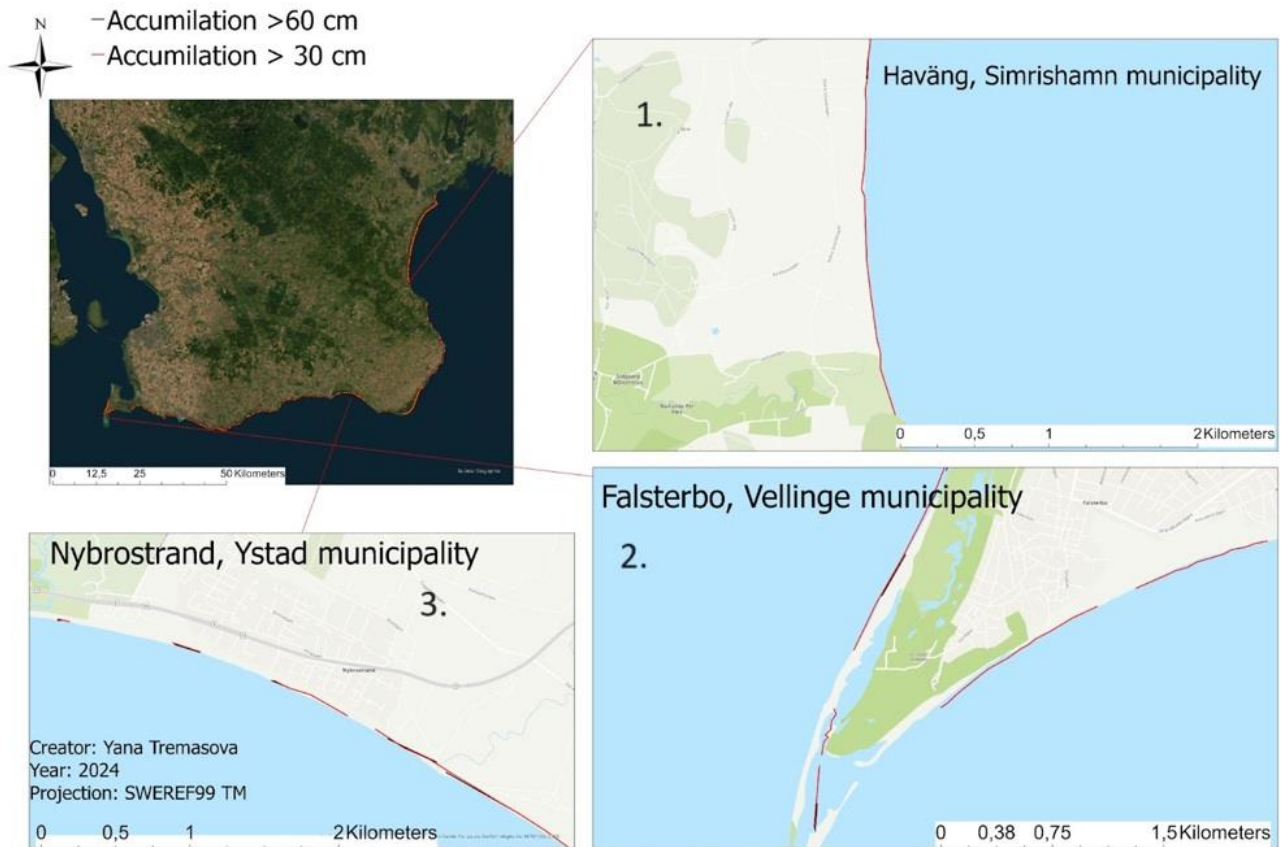 N
Accumilation >60 cm
Accumilation > 30 cm
0 12,5 25 50 Kilometers
1.
Haväng, Simrishamn municipality
0 0,5 1 2 Kilometers
Falsterbo, Vellinge municipality
2.
Falsterbo
0 0,38 0,75 1,5 Kilometers
Nybrostrand, Ystad municipality
3.
Nybrostrand
Creator: Yana Tremasova
Year: 2024
Projection: SWEREF99 TM
0 0,5 1 2 Kilometers